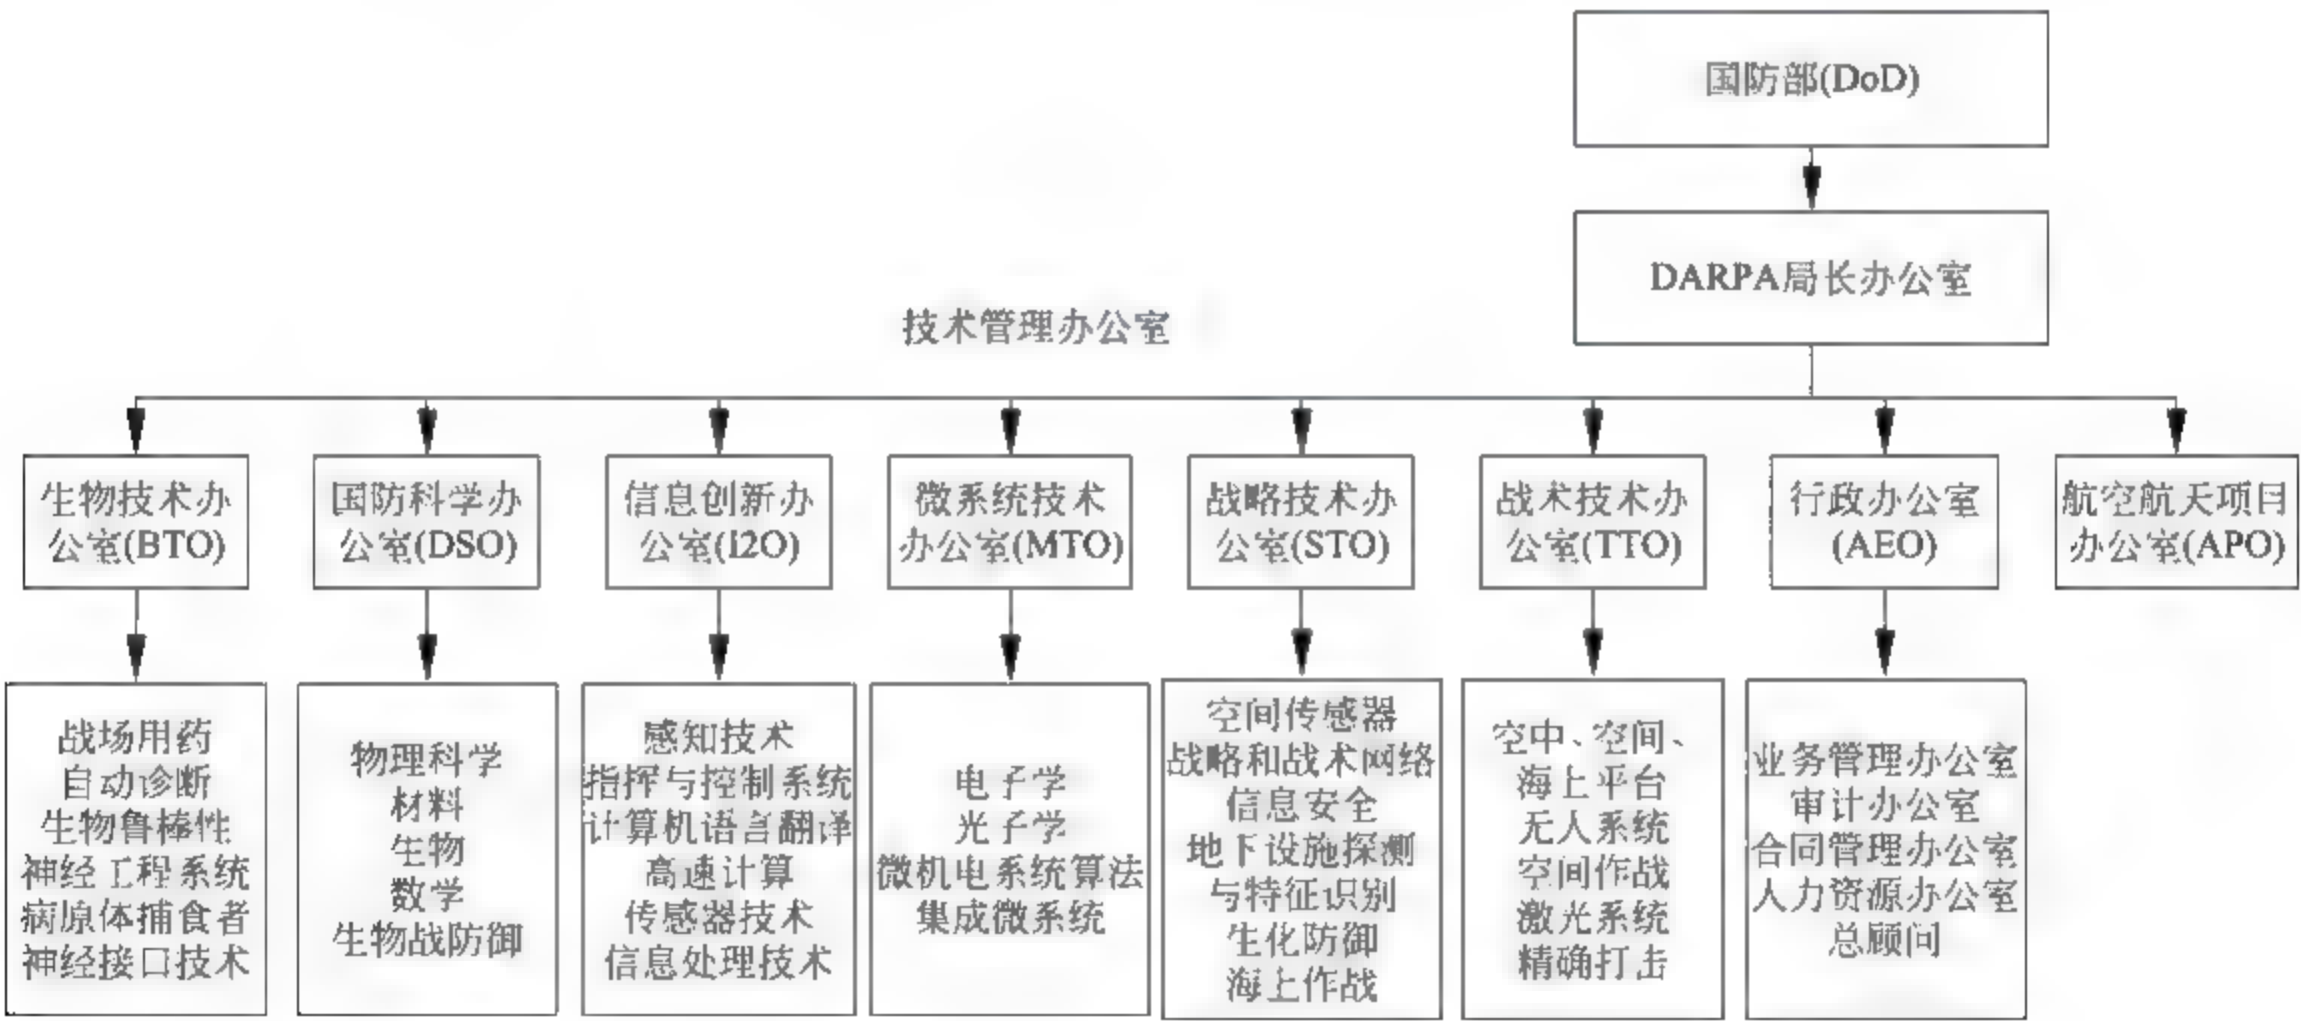 国防部(DoD)
DARPA局长办公室
技术管理办公室
生物技术办
公室(BTO)
国防科学办
公室(DSO)
信息创新办
公室(I2O)
微系统技术
办公室(MTO)
战略技术办
公室(STO)
战术技术办
公室(TTO)
行政办公室
(AEO)
航空航天项目
办公室(APO)
战场用药
自动诊断
生物鲁棒性
神经工程系统
病原体捕食者
神经接口技术
物理科学
材料
生物
数学
生物战防御
感知技术
指挥与控制系统
计算机语言翻译
高速计算
传感器技术
信息处理技术
电子学
光子学
微机电系统算法
集成微系统
空间传感器
战略和战术网络
信息安全
地下设施探测
与特征识别
生化防御
海上作战
空中、空间、
海上平台
无人系统
空间作战
激光系统
精确打击
业务管理办公室
审计办公室
合同管理办公室
人力资源办公室
总顾问